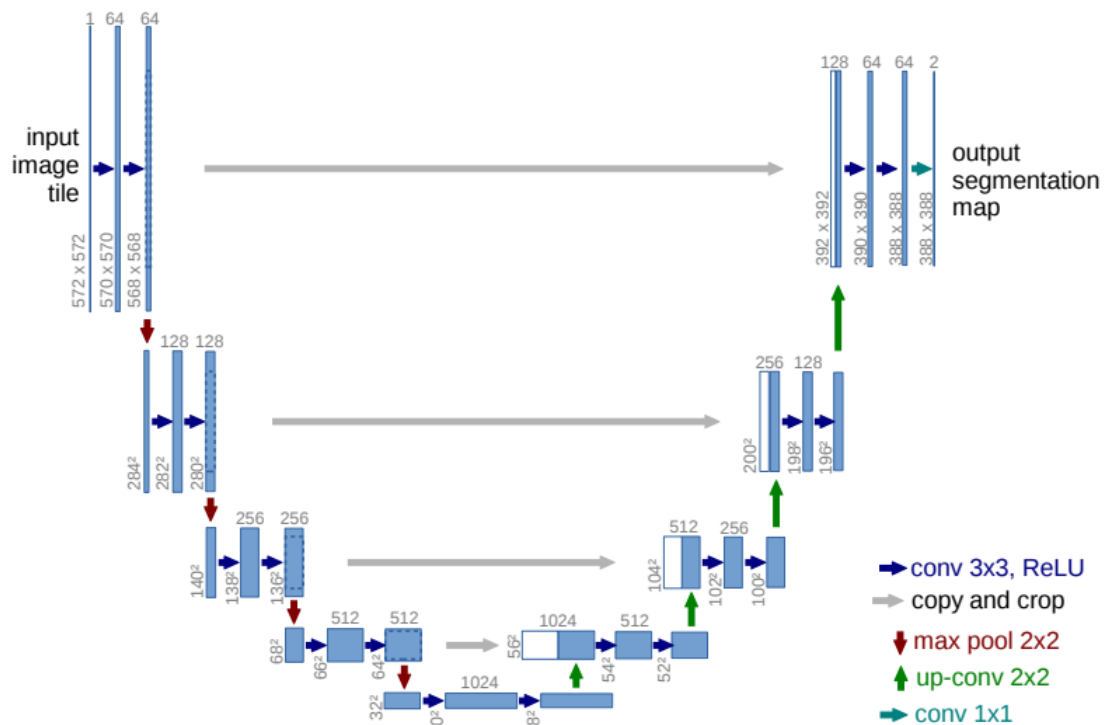 1 64 64
input
image
tile
572 x 572
570 x 570
568 x 568
128 64 64 2
output
segmentation
map
392 x 392
390 x 390
388 x 388
388 x 388
128 128
284²
282²
280²
256 128
200²
198²
196²
256 256
140²
138²
136²
512 256
104²
102²
100²
512 512
68²
66²
64²
1024 512
56²
54²
52²
1024
32²
conv 3x3, ReLU
copy and crop
max pool 2x2
up-conv 2x2
conv 1x1